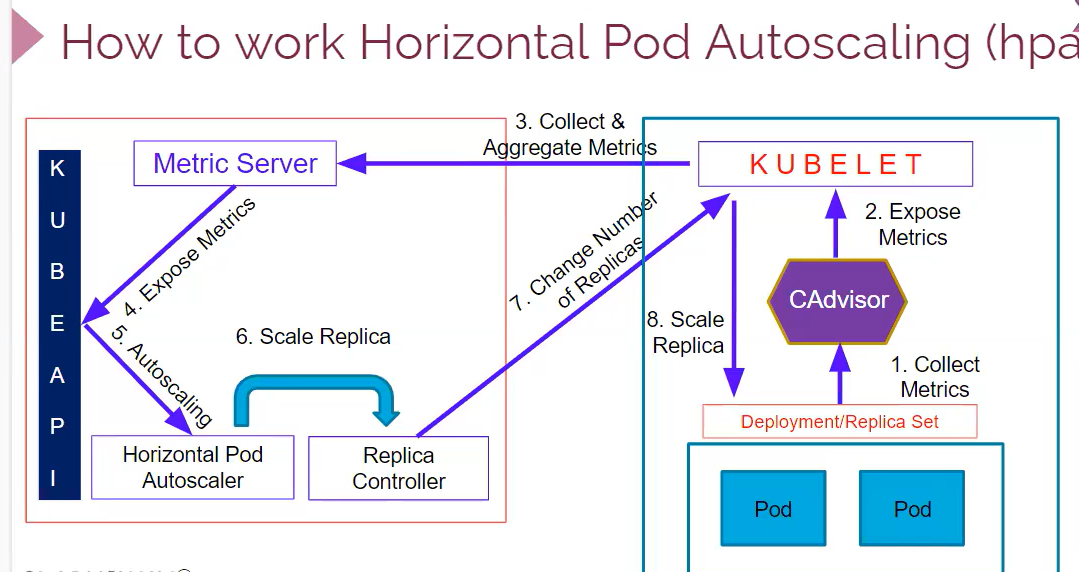 How to work Horizontal Pod Autoscaling (hpa
3. Collect &
Aggregate Metrics
K
U
B
E
A
P
I
Metric Server
K U B E L E T
4. Expose Metrics
2. Expose
Metrics
7. Change Number
of Replicas
CAdvisor
5. Autoscaling
6. Scale Replica
8. Scale
Replica
1. Collect
Metrics
Deployment/Replica Set
Horizontal Pod
Autoscaler
Replica
Controller
Pod
Pod